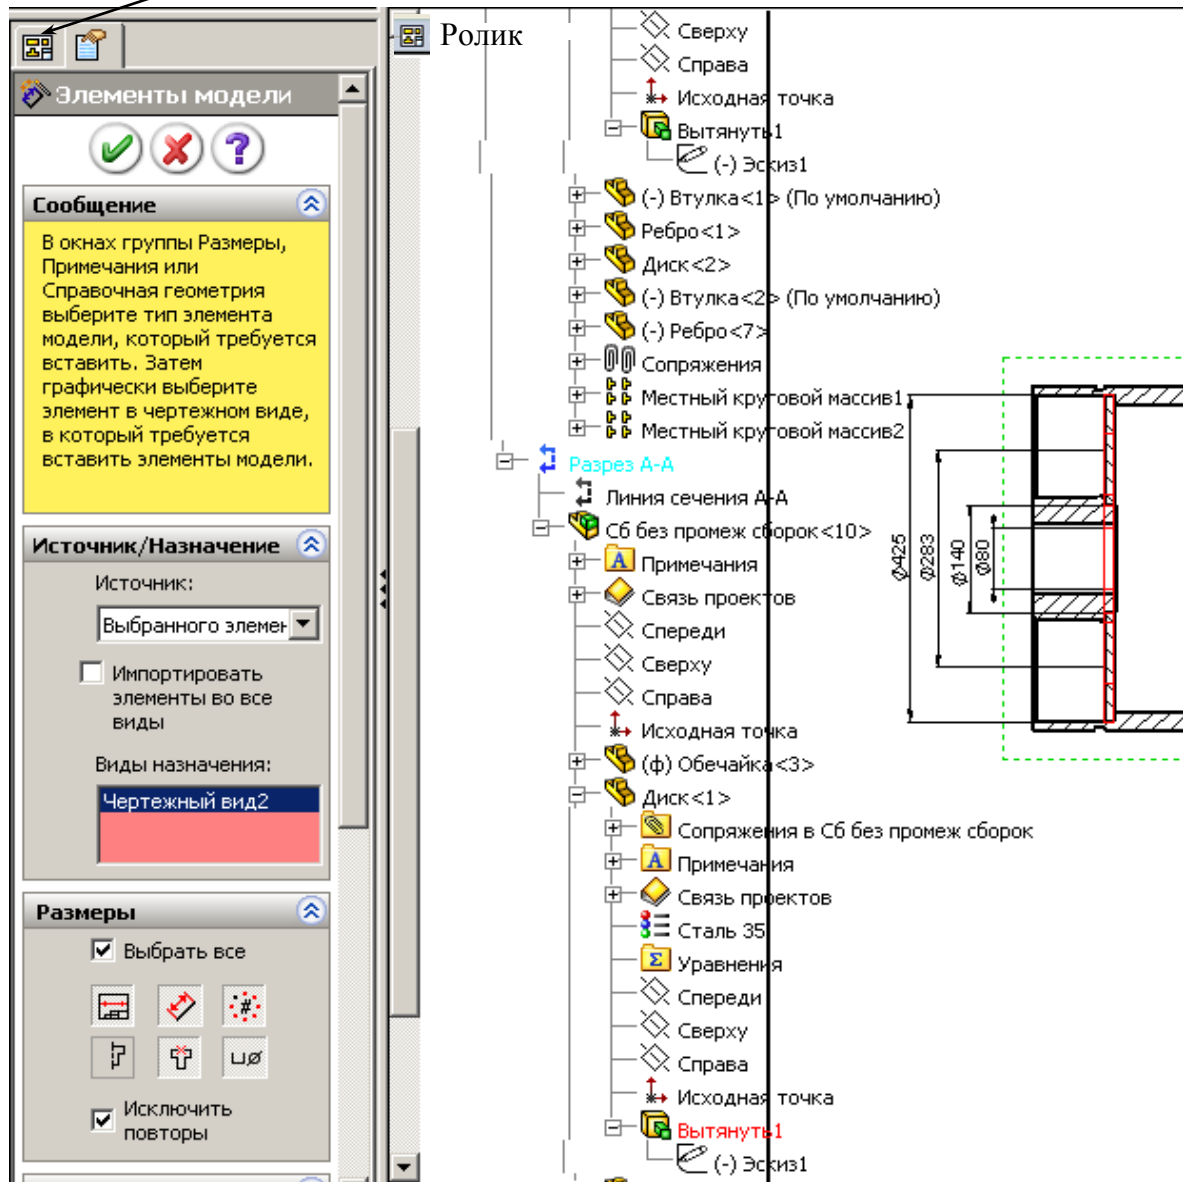 Элементы модели
Сообщение
В окнах группы Размеры,
Примечания или
Справочная геометрия
выберите тип элемента
модели, который требуется
вставить. Затем
графически выберите
элемент в чертежном виде,
в который требуется
вставить элементы модели.
Источник/Назначение
Источник:
Выбранного элемен
Импортировать
элементы во все
виды
Виды назначения:
Чертежный вид2
Размеры
Выбрать все
Исключить
повторы
Ролик
Сверху
Справа
Исходная точка
Вытянуть1
(-) Эскиз1
(-) Втулка<1> (По умолчанию)
Ребро<1>
Диск<2>
(-) Втулка<2> (По умолчанию)
(-) Ребро<7>
Сопряжения
Местный круговой массив1
Местный круговой массив2
Разрез А-А
Линия сечения А-А
Сб без промеж сборок<10>
Примечания
Связь проектов
Спереди
Сверху
Справа
Исходная точка
(ф) Обечайка<3>
Диск<1>
Сопряжения в Сб без промеж сборок
Примечания
Связь проектов
Сталь 35
Уравнения
Спереди
Сверху
Справа
Исходная точка
Вытянуть1
(-) Эскиз1
⌀425
⌀283
⌀140
⌀80